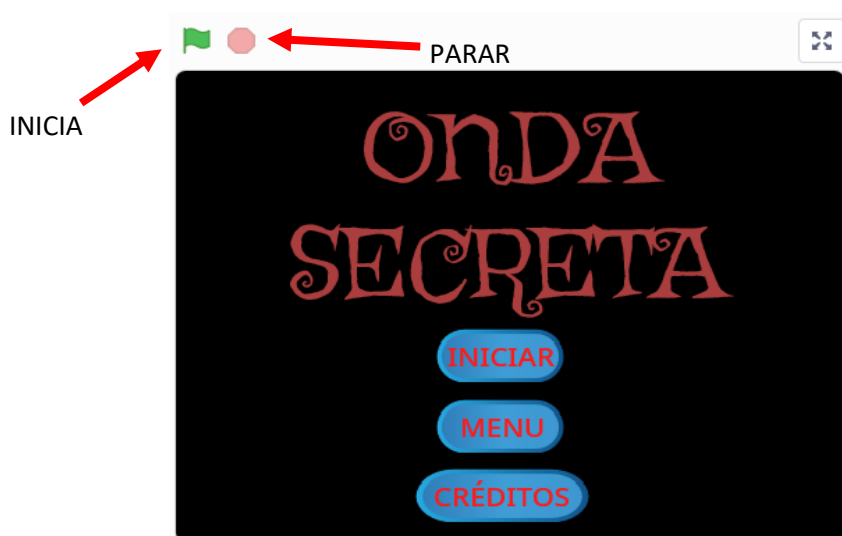 PARAR
INICIA
ONDA
SECRETA
INICIAR
MENU
CRÉDITOS